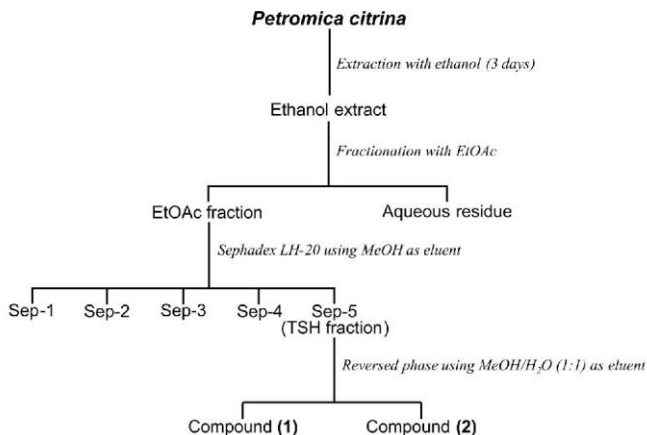 Petromica citrina
Extraction with ethanol (3 days)
Ethanol extract
Fractionation with EtOAc
EtOAc fraction Aqueous residue
Sephadex LH-20 using MeOH as eluent
Sep-1 Sep-2 Sep-3 Sep-4 Sep-5
(TSH fraction)
Reversed phase using MeOH/H₂O (1:1) as eluent
Compound (1) Compound (2)